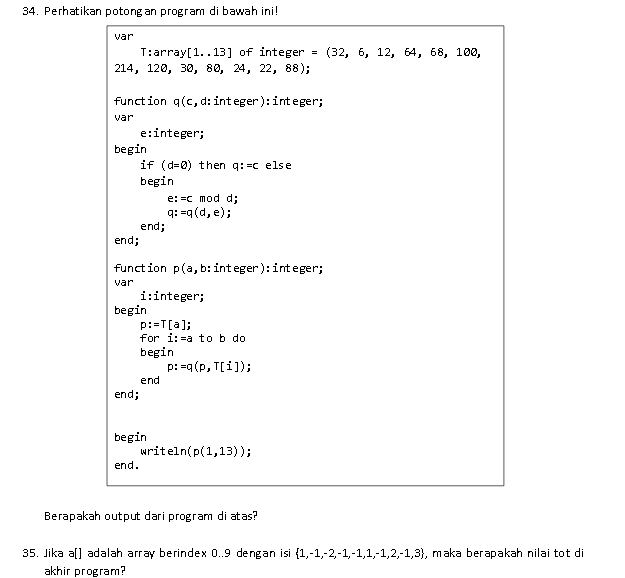 34. Perhatikan potongan program di bawah ini!
var
T:array[1..13] of integer = (32, 6, 12, 64, 68, 100,
214, 120, 30, 80, 24, 22, 88);
function q(c,d:integer):integer;
var
e:integer;
begin
if (d=0) then q:=c else
begin
e:=c mod d;
q:=q(d,e);
end;
end;
function p(a,b:integer):integer;
var
i:integer;
begin
p:=T[a];
for i:=a to b do
begin
p:=q(p,T[i]);
end
end;
begin
writeln(p(1,13));
end.
Berapakah output dari program di atas?
35. Jika a[] adalah array berindex 0..9 dengan isi {1,-1,-2,-1,-1,1,-1,2,-1,3}, maka berapakah nilai tot di
akhir program?